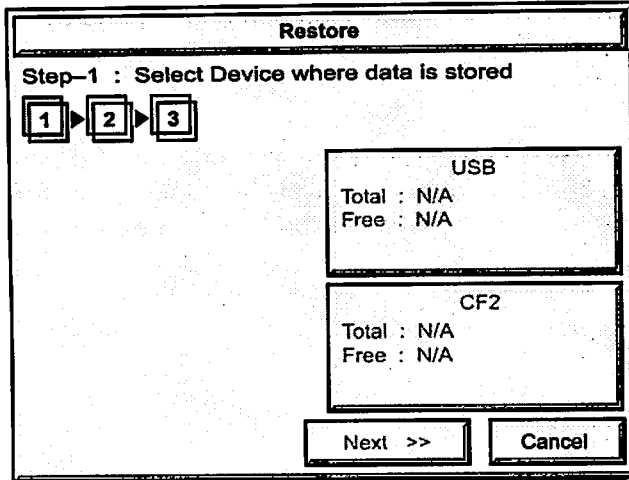 Restore
Step–1 : Select Device where data is stored
1 2 3
USB
Total : N/A
Free : N/A
CF2
Total : N/A
Free : N/A
Next >>
Cancel